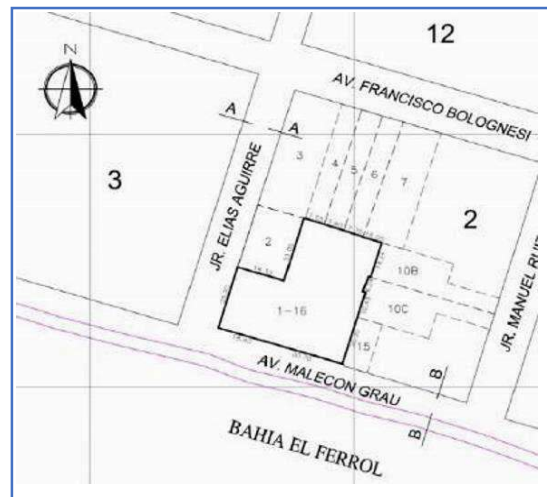 12
N
AV. FRANCISCO BOLOGNESI
A
A
3
3
4
5
6
7
2
JR. ELIAS AGUIRRE
2
10B
10C
1-16
15
JR. MANUEL RUIZ
AV. MALECON GRAU
B
B
BAHIA EL FERROL